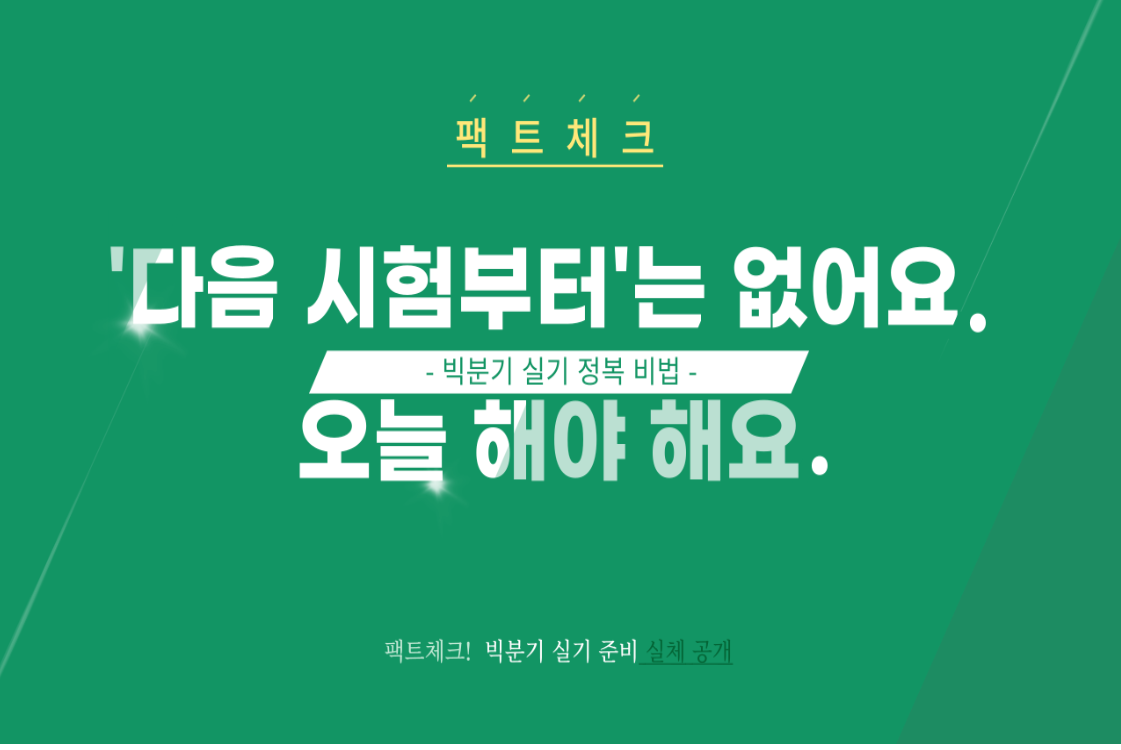 팩트체크
'다음 시험부터'는 없어요.
- 빅분기 실기 정복 비법 -
오늘 해야 해요.
팩트체크! 빅분기 실기 준비 실체 공개